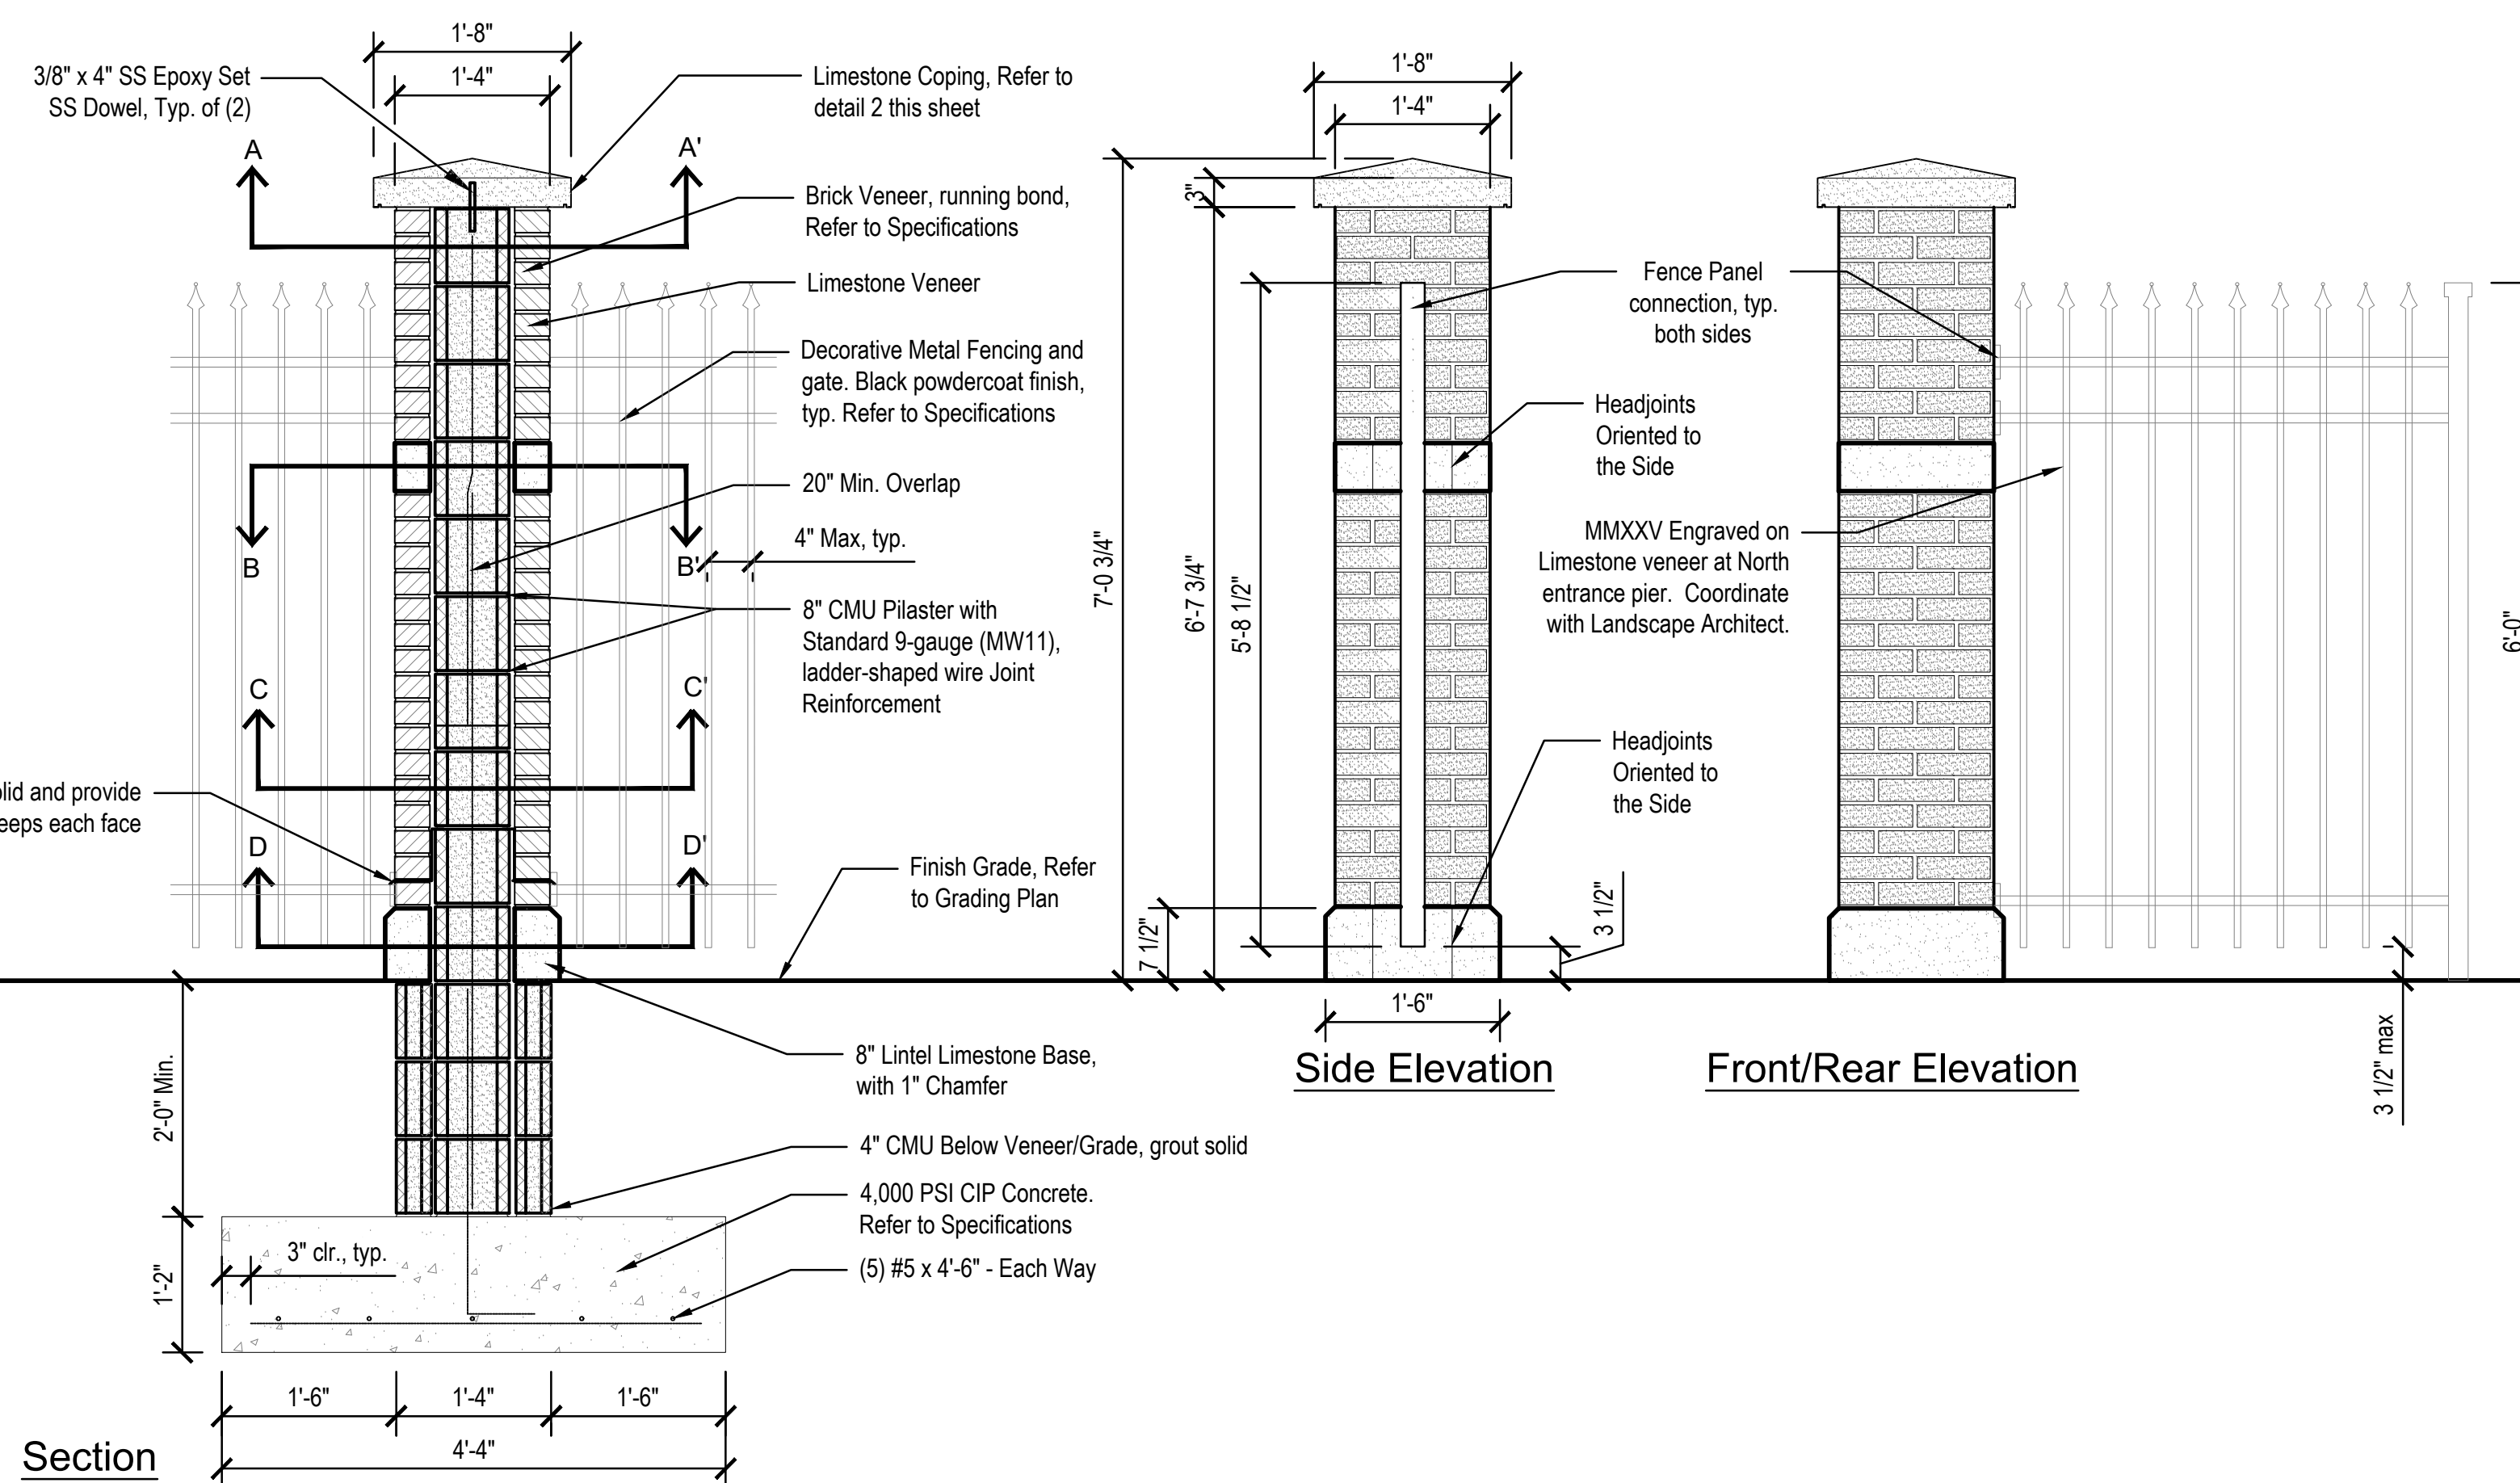 1'-8"
1'-4"
3/8" x 4" SS Epoxy Set
SS Dowel, Typ. of (2)
Limestone Coping, Refer to
detail 2 this sheet
A
A'
Brick Veneer, running bond,
Refer to Specifications
Limestone Veneer
Decorative Metal Fencing and
gate. Black powdercoat finish,
typ. Refer to Specifications
20" Min. Overlap
4" Max, typ.
B
B'
8" CMU Pilaster with
Standard 9-gauge (MW11),
ladder-shaped wire Joint
Reinforcement
C
C'
lid and provide
eeps each face
D
D'
Finish Grade, Refer
to Grading Plan
8" Lintel Limestone Base,
with 1" Chamfer
4" CMU Below Veneer/Grade, grout solid
4,000 PSI CIP Concrete.
Refer to Specifications
(5) #5 x 4'-6" - Each Way
2'-0" Min.
1'-2"
3" clr., typ.
1'-6"
1'-4"
1'-6"
4'-4"
Section
1'-8"
1'-4"
3"
7'-0 3/4"
6'-7 3/4"
5'-8 1/2"
7 1/2"
3 1/2"
1'-6"
Fence Panel
connection, typ.
both sides
Headjoints
Oriented to
the Side
MMXXV Engraved on
Limestone veneer at North
entrance pier. Coordinate
with Landscape Architect.
Headjoints
Oriented to
the Side
Side Elevation
Front/Rear Elevation
6'-0"
3 1/2" max